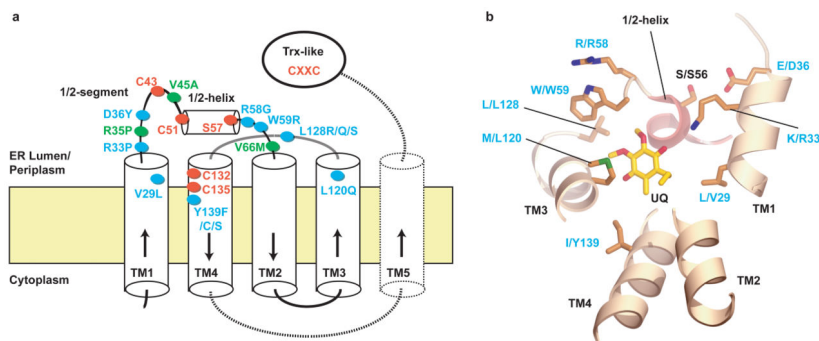 a
Trx-like
CXXC
C43
V45A
1/2-segment
1/2-helix
D36Y
R35P
R33P
C51
S57
R58G
W59R
L128R/Q/S
V66M
ER Lumen/
Periplasm
V29L
C132
C135
Y139F
/C/S
L120Q
Cytoplasm
TM1
TM4
TM2
TM3
TM5
b
R/R58
1/2-helix
S/S56
E/D36
W/W59
L/L128
M/L120
K/R33
TM3
UQ
L/V29
TM1
I/Y139
TM2
TM4